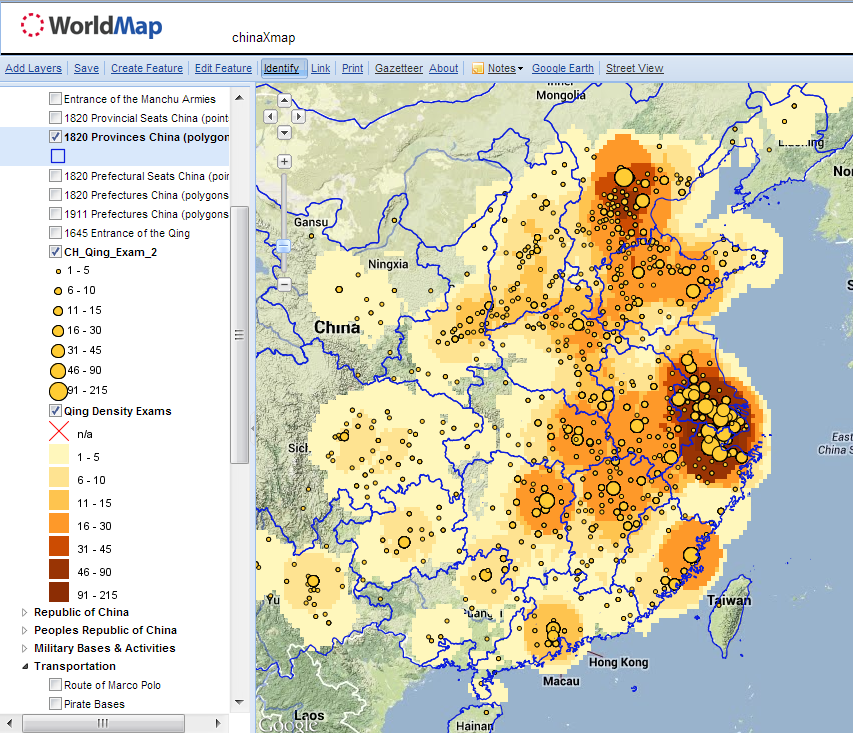 WorldMap
chinaXmap
Add Layers Save Create Feature Edit Feature Identify Link Print Gazetteer About Notes Google Earth Street View
Entrance of the Manchu Armies
1820 Provincial Seats China (point
1820 Provinces China (polygon
1820 Prefectural Seats China (poi
1820 Prefectures China (polygons
1911 Prefectures China (polygons
1645 Entrance of the Qing
CH_Qing_Exam_2
1 - 5
6 - 10
11 - 15
16 - 30
31 - 45
46 - 90
91 - 215
Qing Density Exams
n/a
1 - 5
6 - 10
11 - 15
16 - 30
31 - 45
46 - 90
91 - 215
Republic of China
Peoples Republic of China
Military Bases & Activities
Transportation
Route of Marco Polo
Pirate Bases
Inner
Mongolia
Liaoning
Nor
Gansu
Ningxia
China
S
East
China S
Sich
Yu
Taiwan
Hong Kong
Macau
Laos
Google
Hainan